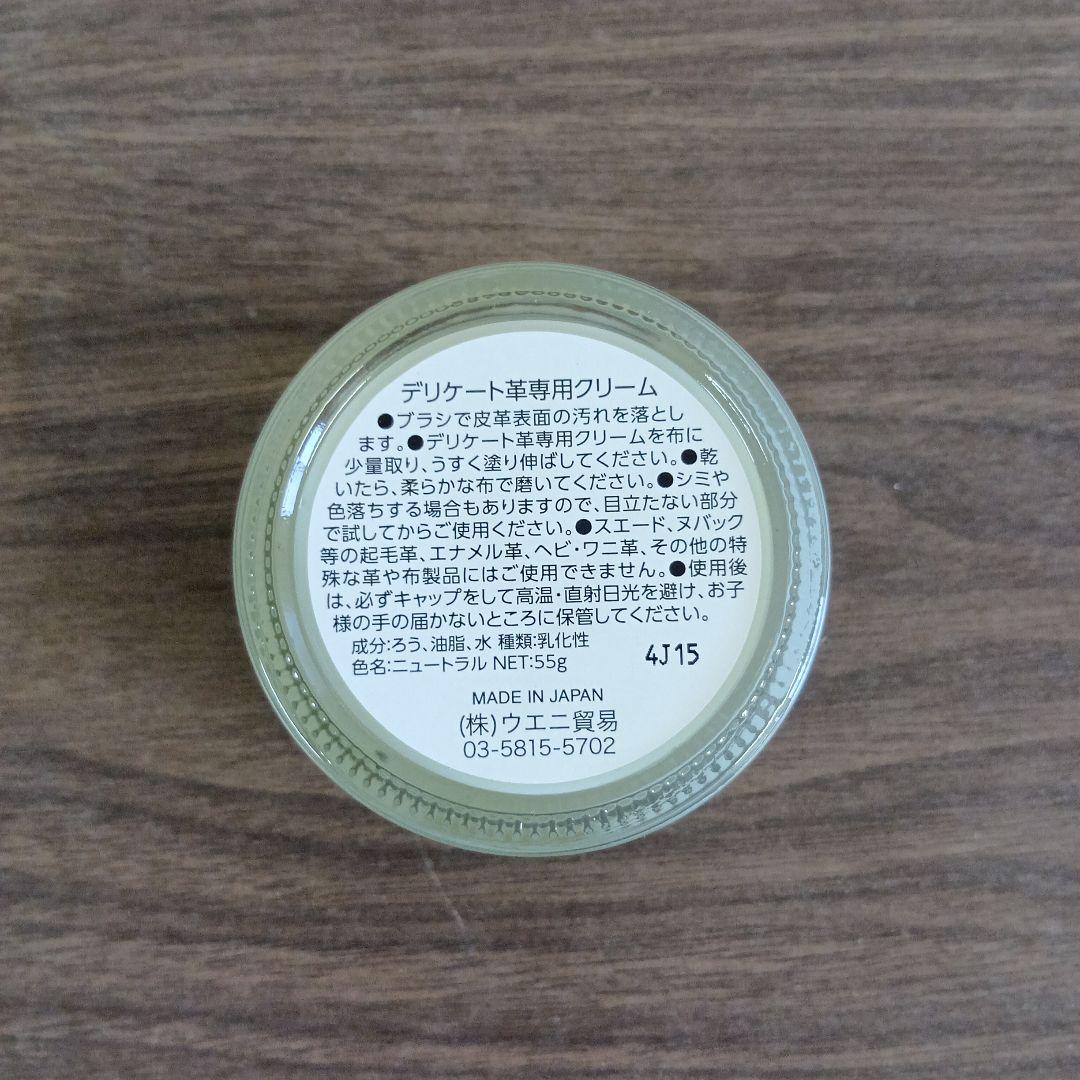 デリケート革専用クリーム
●ブラシで皮革表面の汚れを落とし
ます。●デリケート革専用クリームを布に
少量取り、うすく塗り伸ばしてください。●乾
いたら、柔らかな布で磨いてください。●シミや
色落ちする場合もありますので、目立たない部分
で試してからご使用ください。●スエード、ヌバック
等の起毛革、エナメル革、ヘビ・ワニ革、その他の特
殊な革や布製品にはご使用できません。●使用後
は、必ずキャップをして高温・直射日光を避け、お子
様の手の届かないところに保管してください。
成分:ろう、油脂、水 種類:乳化性
色名:ニュートラル NET:55g 4J15
MADE IN JAPAN
(株)ウエニ貿易
03-5815-5702